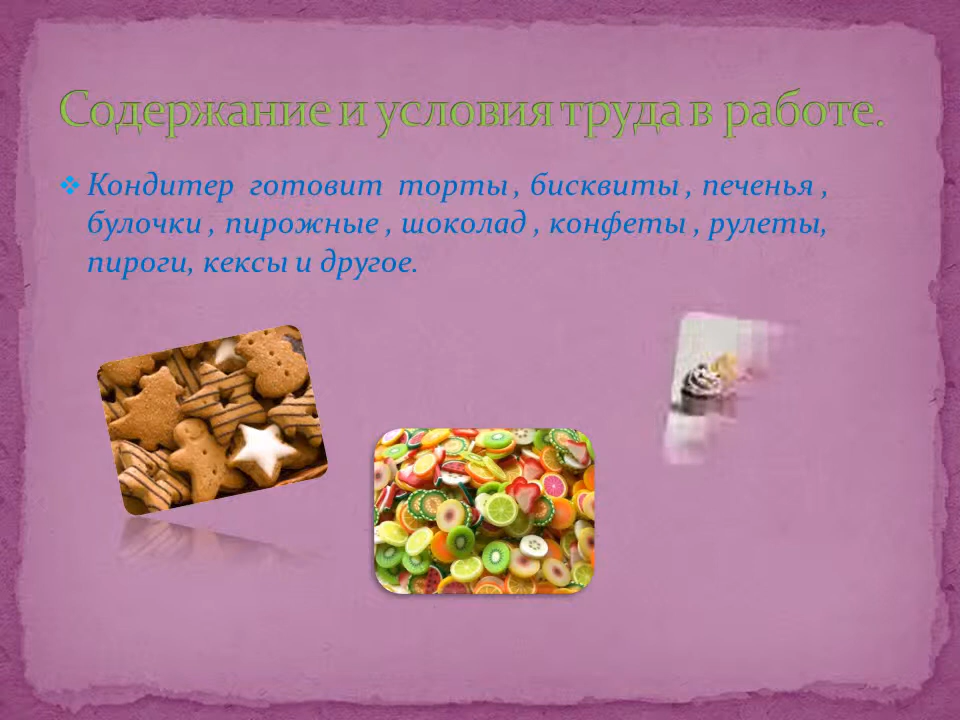 Содержание и условия труда в работе.
Кондитер готовит торты , бисквиты , печенья ,
булочки , пирожные , шоколад , конфеты , рулеты,
пироги, кексы и другое.